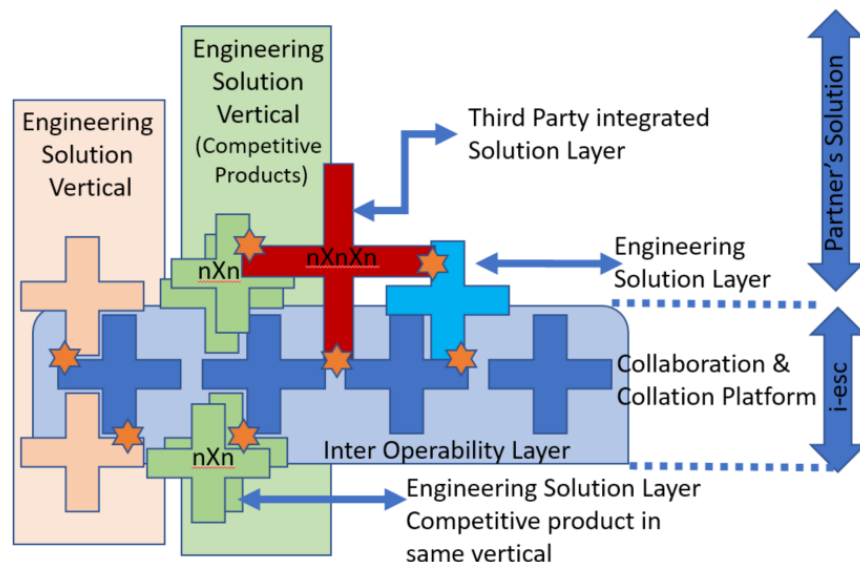 Engineering
Solution
Vertical
Engineering
Solution
Vertical
(Competitive
Products)
Third Party integrated
Solution Layer
Partner's Solution
nXn
nXnXn
Engineering
Solution Layer
Collaboration &
Collation Platform
i-esc
nXn
Inter Operability Layer
Engineering Solution Layer
Competitive product in
same vertical